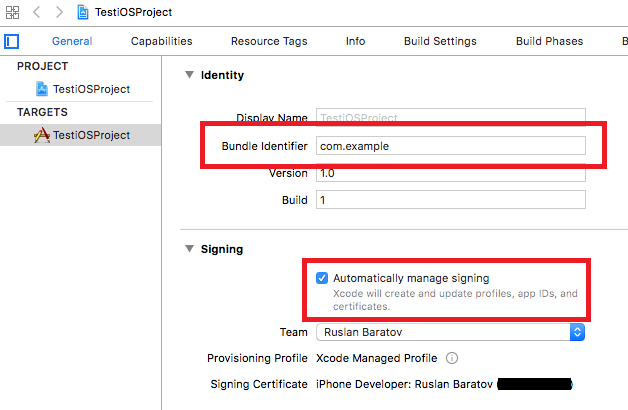 TestiOSProject
General Capabilities Resource Tags Info Build Settings Build Phases B
PROJECT
TestiOSProject
TARGETS
TestiOSProject
Identity
Display Name TestiOSProject
Bundle Identifier com.example
Version 1.0
Build 1
Signing
Automatically manage signing
Xcode will create and update profiles, app IDs, and
certificates.
Team Ruslan Baratov
Provisioning Profile Xcode Managed Profile
Signing Certificate iPhone Developer: Ruslan Baratov ( )